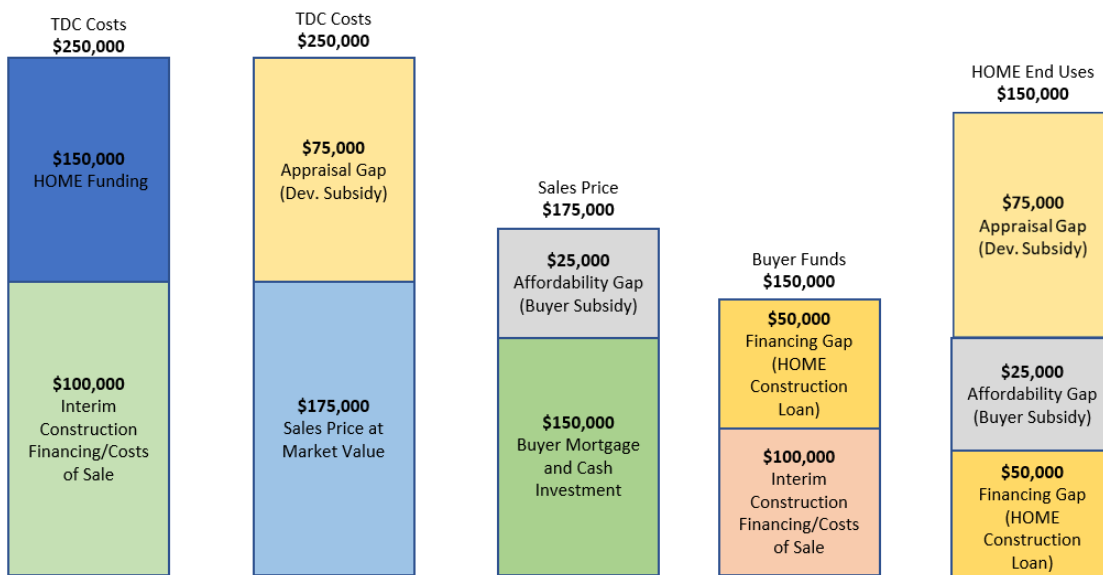 TDC Costs
$250,000
$150,000
HOME Funding
$100,000
Interim
Construction
Financing/Costs
of Sale
TDC Costs
$250,000
$75,000
Appraisal Gap
(Dev. Subsidy)
$175,000
Sales Price at
Market Value
Sales Price
$175,000
$25,000
Affordability Gap
(Buyer Subsidy)
$150,000
Buyer Mortgage
and Cash
Investment
Buyer Funds
$150,000
$50,000
Financing Gap
(HOME
Construction
Loan)
$100,000
Interim
Construction
Financing/Costs
of Sale
HOME End Uses
$150,000
$75,000
Appraisal Gap
(Dev. Subsidy)
$25,000
Affordability Gap
(Buyer Subsidy)
$50,000
Financing Gap
(HOME
Construction
Loan)